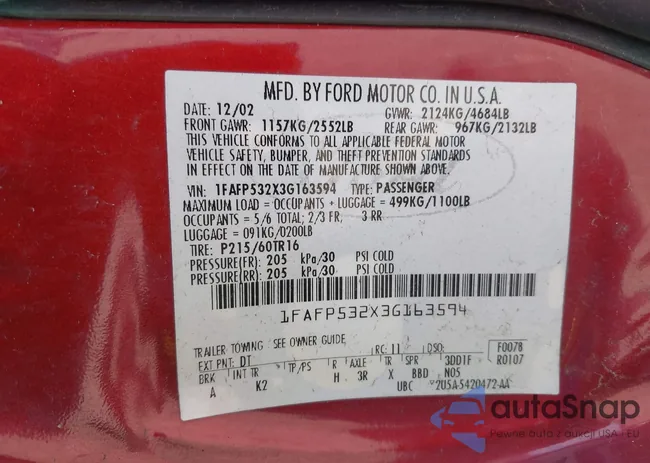 MFD. BY FORD MOTOR CO. IN U.S.A.
DATE: 12/02 GVWR: 2124KG/4684LB
FRONT GAWR: 1157KG/2552LB REAR GAWR: 967KG/2132LB
THIS VEHICLE CONFORMS TO ALL APPLICABLE FEDERAL MOTOR
VEHICLE SAFETY, BUMPER, AND THEFT PREVENTION STANDARDS
IN EFFECT ON THE DATE OF MANUFACTURE SHOWN ABOVE.
VIN: 1FAFP532X3G163594 TYPE: PASSENGER
MAXIMUM LOAD = OCCUPANTS + LUGGAGE = 499KG/1100LB
OCCUPANTS = 5/6 TOTAL; 2/3 FR, 3 RR
LUGGAGE = 091KG/0200LB
TIRE: P215/60TR16
PRESSURE(FR) = 205 kPa/30 PSI COLD
PRESSURE(RR) = 205 kPa/30 PSI COLD
1FAFP532X3G163594
TRAILER TOWING - SEE OWNER GUIDE
F0078
EXT PNT: DT RC: 11 DSO: R0107
BRK INT TR TP/PS R AXLE TR SPR 3DD1F
A K2 H 3R X BBD N05
UBC 2U5A-5420472-AA
autoSnap
Pewne auta z aukcji USA - EU